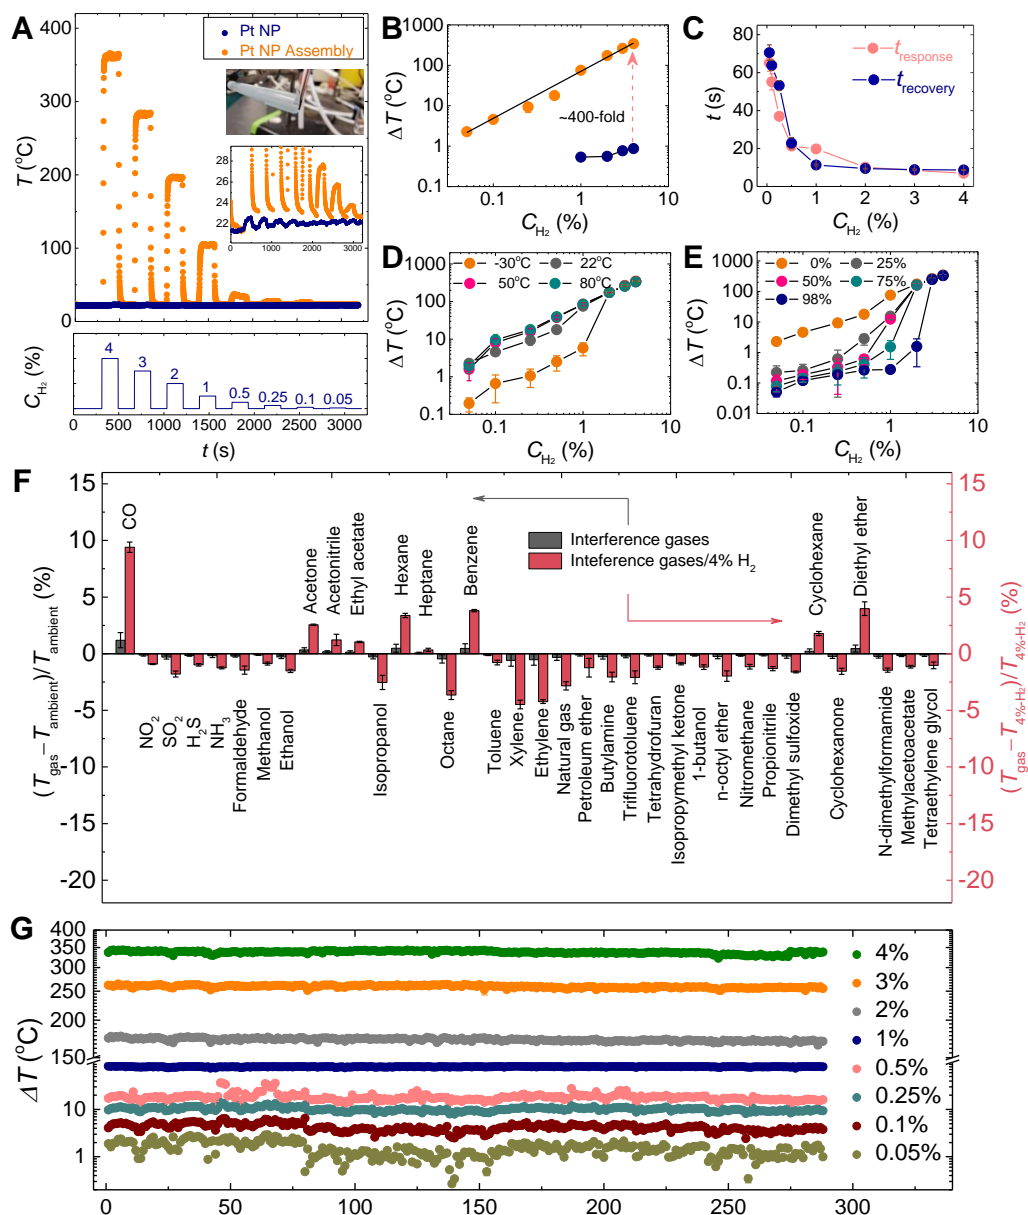 A
Pt NP
Pt NP Assembly
400
300
200
100
0
T (°C)
28
26
24
22
0
1000
2000
3000
C_H₂ (%)
4
3
2
1
0.5
0.25
0.1
0.05
0
500
1000
1500
2000
2500
3000
t (s)
B
1000
100
10
1
0.1
ΔT (°C)
~400-fold
0.1
1
10
C_H₂ (%)
C
80
60
40
20
0
t (s)
t_response
t_recovery
0
1
2
3
4
C_H₂ (%)
D
-30°C
22°C
50°C
80°C
1000
100
10
1
0.1
ΔT (°C)
0.1
1
10
C_H₂ (%)
E
0%
25%
50%
75%
98%
1000
100
10
1
0.1
0.01
ΔT (°C)
0.1
1
10
C_H₂ (%)
F
15
10
5
0
-5
-10
-15
-20
(T_gas−T_ambient)/T_ambient (%)
Interference gases
Inteference gases/4% H₂
CO
NO₂
SO₂
H₂S
NH₃
Formaldehyde
Methanol
Ethanol
Acetone
Acetonitrile
Ethyl acetate
Isopropanol
Hexane
Heptane
Octane
Benzene
Toluene
Xylene
Ethylene
Natural gas
Petroleum ether
Butylamine
Trifluorotoluene
Tetrahydrofuran
Isopropymethyl ketone
1-butanol
n-octyl ether
Nitromethane
Propionitrile
Dimethyl sulfoxide
Cyclohexane
Cyclohexanone
Diethyl ether
N-dimethylformamide
Methylacetoacetate
Tetraethylene glycol
15
10
5
0
-5
-10
-15
-20
(T_gas−T_4%-H₂)/T_4%-H₂ (%)
G
400
350
300
250
200
150
10
1
ΔT (°C)
4%
3%
2%
1%
0.5%
0.25%
0.1%
0.05%
0
50
100
150
200
250
300